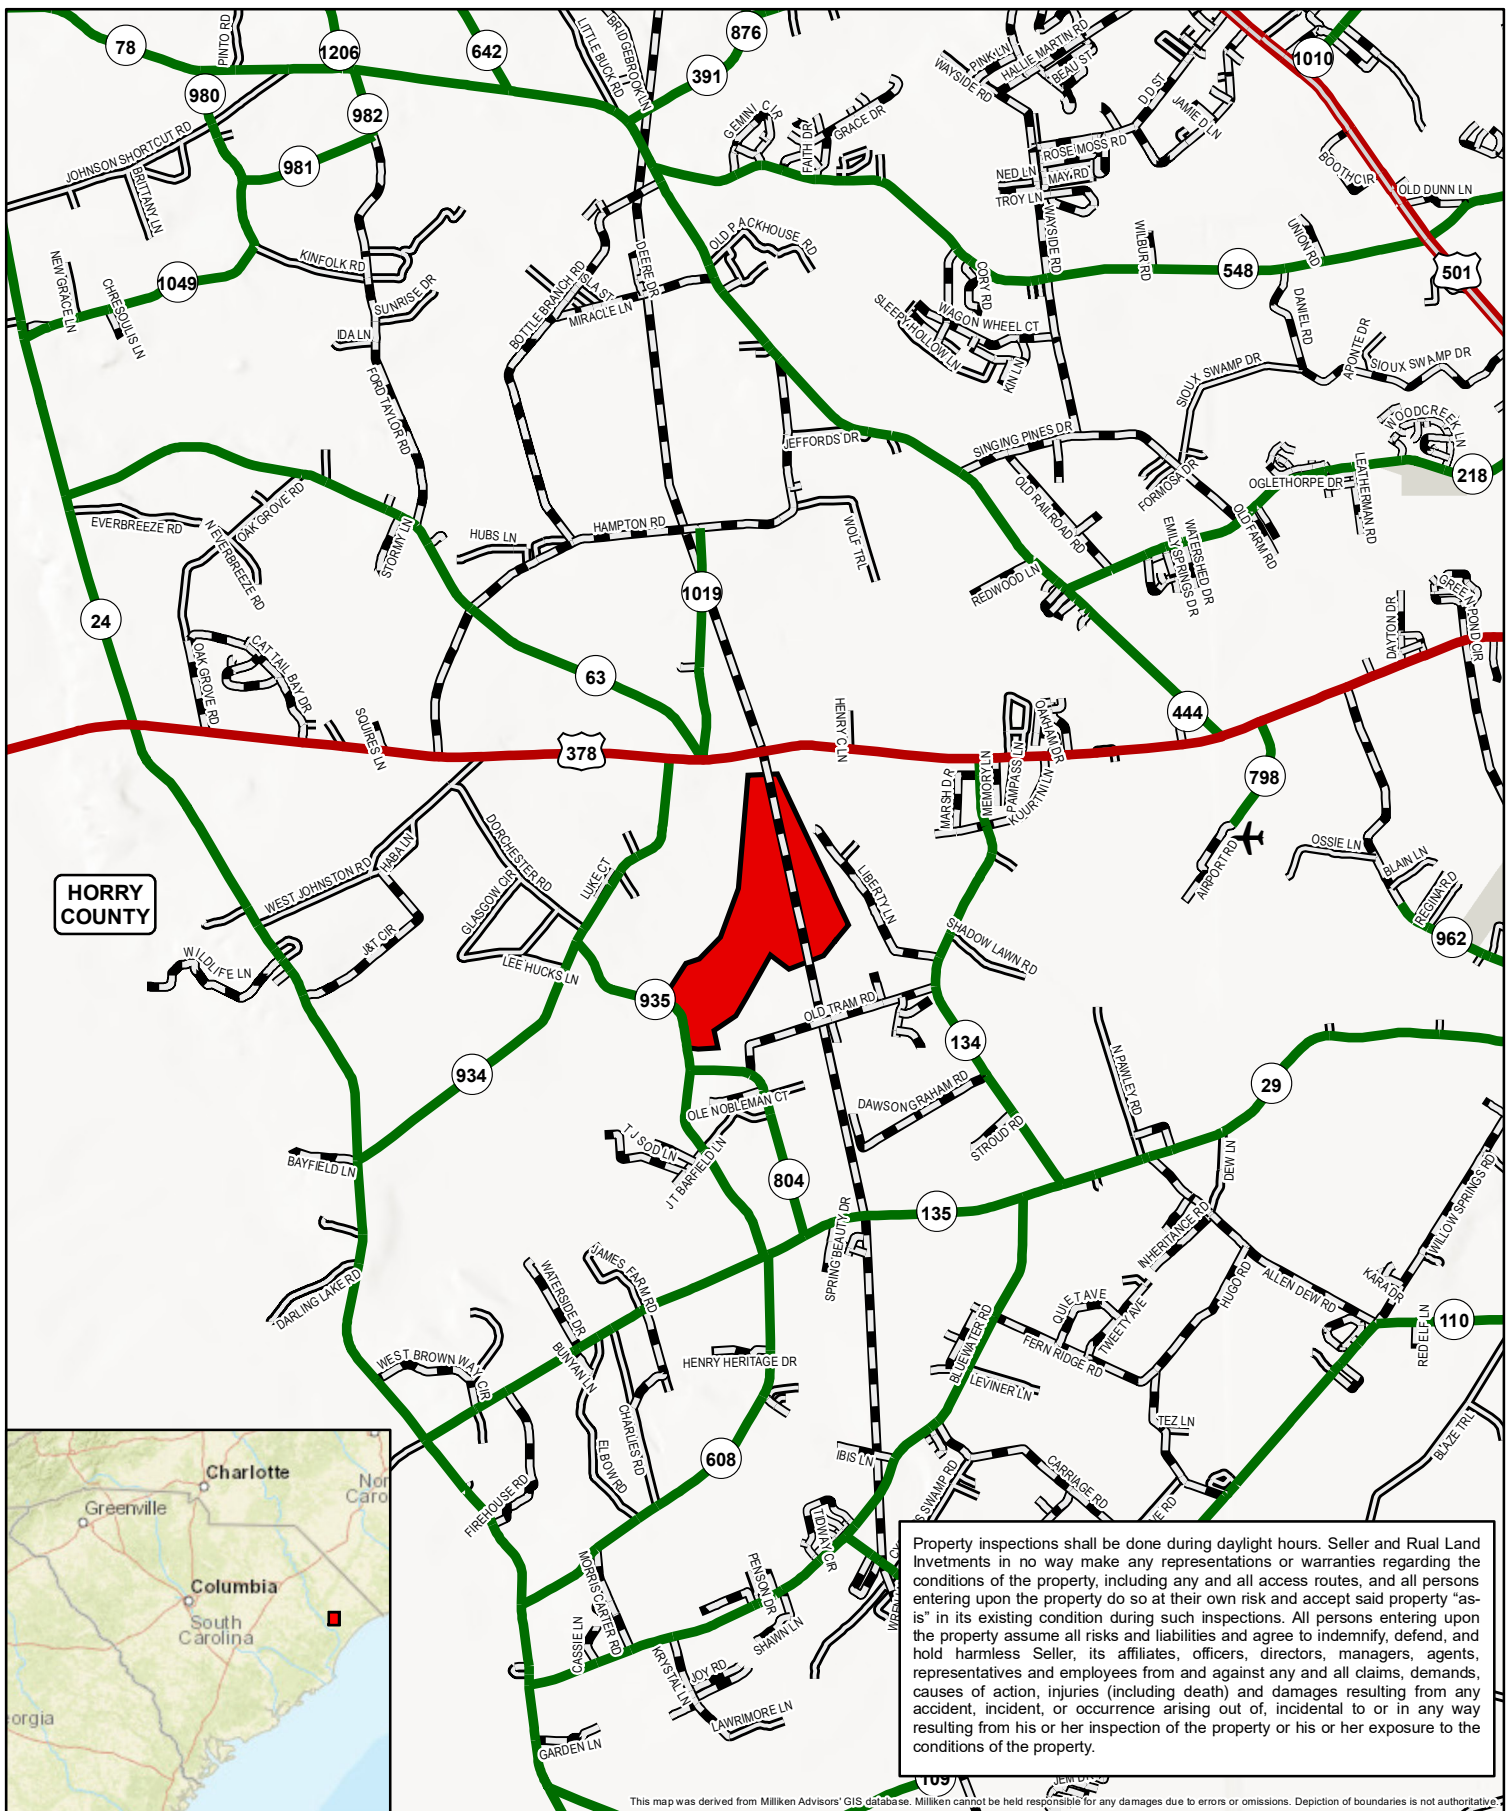 78
PINTO RD
1206
642
LITTLE BUCK RD
BRIDGEBROOK LN
876
391
980
982
981
JOHNSON SHORTCUT RD
BRITTANY LN
GEMINI CIR
FAITH DR
GRACE DR
PINK LN
WAYSIDE RD
HALLIE MARTIN RD
BEAU ST
D D ST
JAMIE D LN
1010
ROSE MOSS RD
NED LN
MAY RD
TROY LN
WAYSIDE RD
BOOTH CIR
OLD DUNN LN
501
UNION RD
WILBUR RD
548
NEW GRACE LN
CHRESOULIS LN
1049
KINFOLK RD
SUNRISE DR
IDA LN
FORD TAYLOR RD
BOTTLE BRANCH RD
ISLA ST
MIRACLE LN
DEERE DR
OLD PACKHOUSE RD
CORY RD
WAGON WHEEL CT
SLEEPY HOLLOW LN
KIN LN
DANIEL RD
APONTE DR
SIOUX SWAMP DR
SIOUX SWAMP DR
WOODCREEK LN
218
JEFFORDS DR
SINGING PINES DR
OLD RAILROAD RD
FORMOSA DR
OGLETHORPE DR
LEATHERMAN RD
OLD FARM RD
WATERSHED DR
EMILY SPRINGS DR
EVERBREEZE RD
N EVERBREEZE RD
OAK GROVE RD
STORMY LN
HUBS LN
HAMPTON RD
WOLF TRL
REDWOOD LN
1019
24
63
OAK GROVE RD
CAT TAIL BAY DR
SQUIRES LN
378
HENRY C LN
444
DAYTON DR
GREEN POND CIR
OAKHAM DR
PAMPASS LN
MEMORY LN
KOURTNI LN
MARSH DR
798
AIRPORT RD
OSSIE LN
BLAIN LN
REGINA RD
962
HORRY
COUNTY
WEST JOHNSTON RD
HABA LN
DORCHESTER RD
GLASGOW CIR
LUKE CT
LIBERTY LN
J&T CIR
WILDLIFE LN
LEE HUCKS LN
SHADOW LAWN RD
935
OLD TRAM RD
134
934
N PAWLEY RD
29
DAWSON GRAHAM RD
OLE NOBLEMAN CT
STROUD RD
T J SOD LN
J T BARFIELD LN
BAYFIELD LN
804
DEW LN
WILLOW SPRINGS RD
135
SPRING BEAUTY DR
INHERITANCE RD
DARLING LAKE RD
WATERSIDE DR
JAMES FARM RD
BUNYAN LN
HUGO RD
ALLEN DEW RD
KARA DR
RED ELF LN
110
QUIET AVE
TWEETY AVE
BLUEWATER RD
FERN RIDGE RD
LEVINER LN
WEST BROWN WAY CIR
HENRY HERITAGE DR
CHARLIES RD
ELBOW RD
TEZ LN
BLAZE TRL
608
IBIS LN
CARRIAGE RD
FIREHOUSE RD
TIDWAY CIR
MORRIS CARTER RD
PENSON DR
CASSIE LN
SHAWN LN
KRYSTAL LN
JOY RD
LAWRIMORE LN
GARDEN LN
Charlotte
Greenville
Columbia
South
Carolina
Property inspections shall be done during daylight hours. Seller and Rual Land
Invetments in no way make any representations or warranties regarding the
conditions of the property, including any and all access routes, and all persons
entering upon the property do so at their own risk and accept said property “as-
is” in its existing condition during such inspections. All persons entering upon
the property assume all risks and liabilities and agree to indemnify, defend, and
hold harmless Seller, its affiliates, officers, directors, managers, agents,
representatives and employees from and against any and all claims, demands,
causes of action, injuries (including death) and damages resulting from any
accident, incident, or occurrence arising out of, incidental to or in any way
resulting from his or her inspection of the property or his or her exposure to the
conditions of the property.
109
This map was derived from Milliken Advisors' GIS database. Milliken cannot be held responsible for any damages due to errors or omissions. Depiction of boundaries is not authoritative.